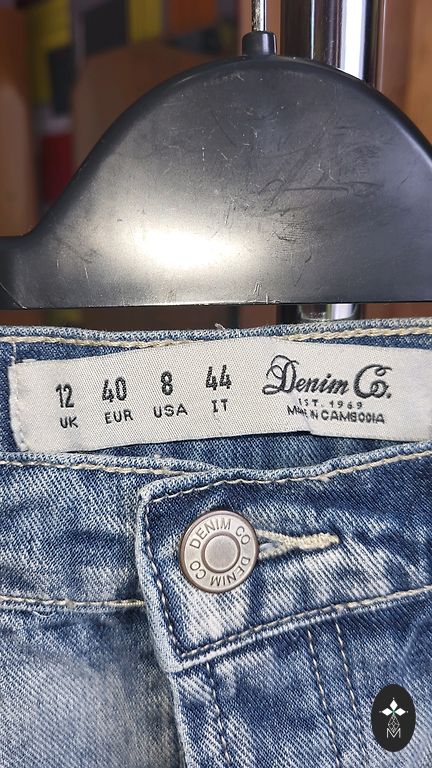 12 40 8 44
UK EUR USA IT
Denim Co.
EST. 1969
MADE IN CAMBODIA
DENIM CO DENIM CO
M